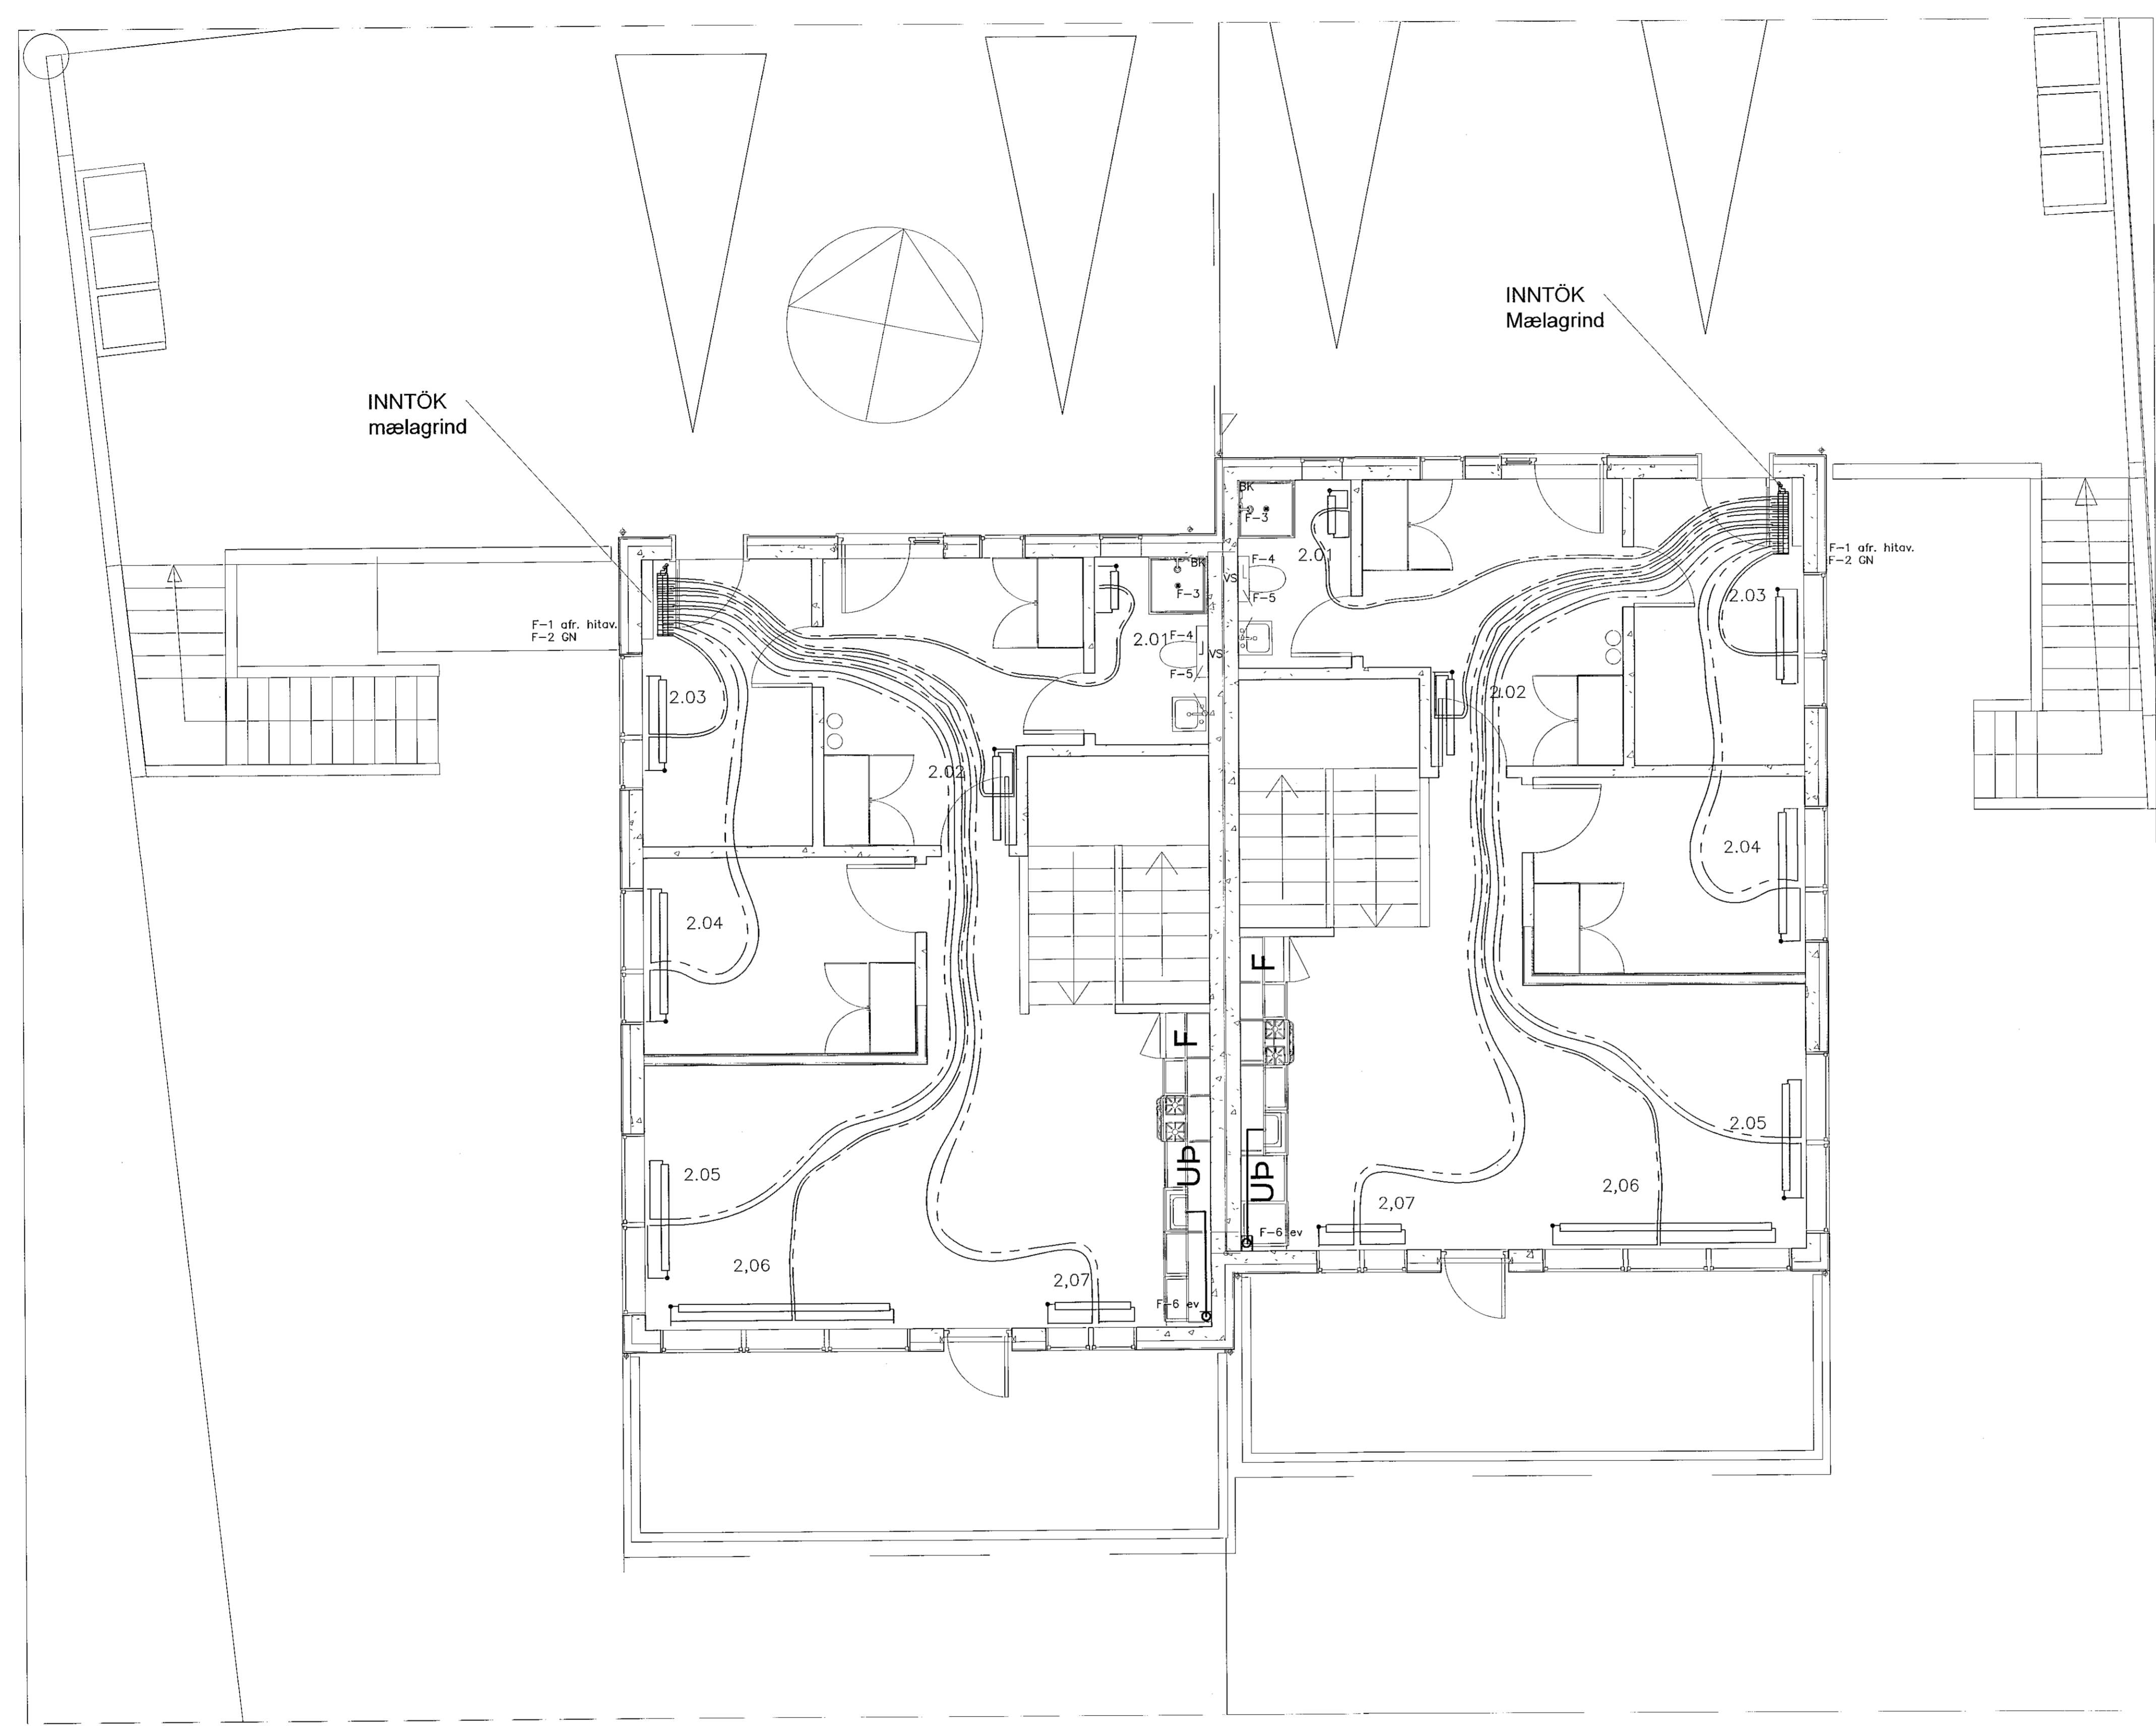 INNTÖK
Mælagrind
INNTÖK
mælagrind
BK
F-3
2.01
F-4
VS
F-5
F-1 afr. hitav.
F-2 GN
2.03
BK
F-3
F-1 afr. hitav.
F-2 GN
2.01
F-4
VS
F-5
2.03
2.02
2.02
2.04
2.04
F
F
2.05
2.05
UÞ
UÞ
2,06
2,07
F-6 ev
2,06
2,07
F-6 ev